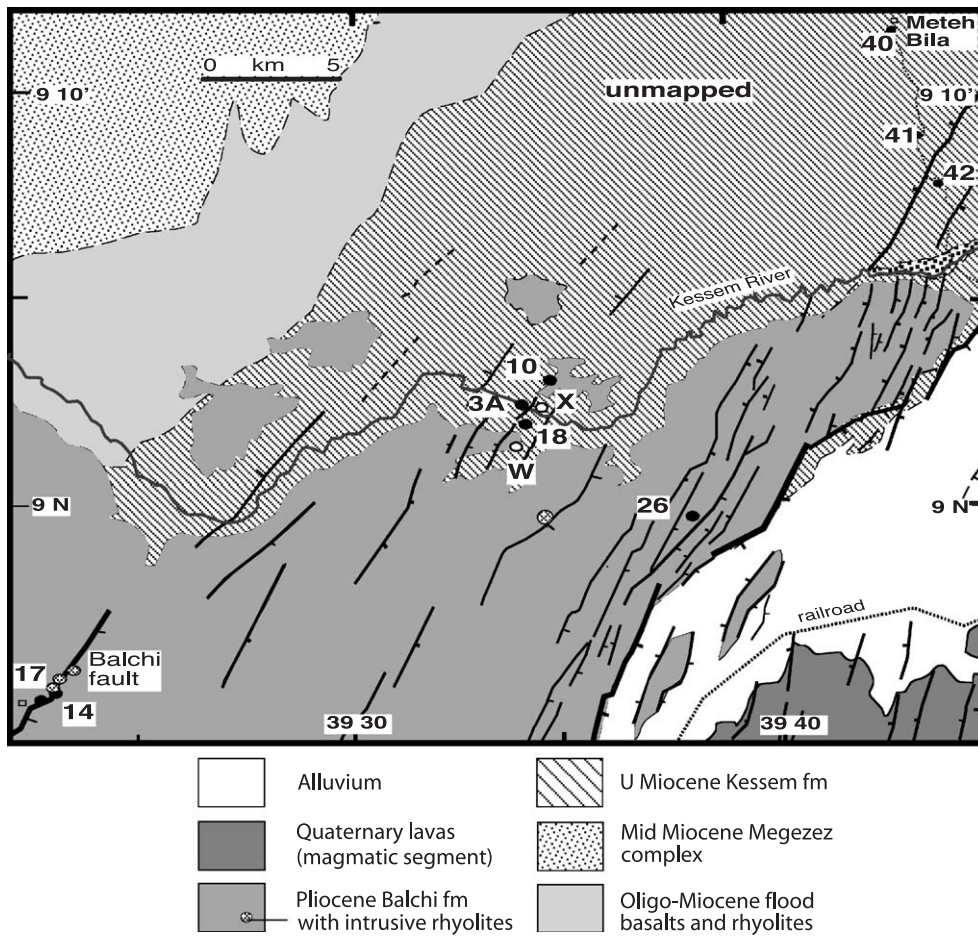 Meteh
Bila
40
0 km 5
9 10'
unmapped
9 10'
41
42
Kessem River
10
3A
X
18
W
9 N
26
9 N
railroad
Balchi
fault
17
14
39 30
39 40
Alluvium
U Miocene Kessem fm
Quaternary lavas
(magmatic segment)
Mid Miocene Megezez
complex
Pliocene Balchi fm
with intrusive rhyolites
Oligo-Miocene flood
basalts and rhyolites